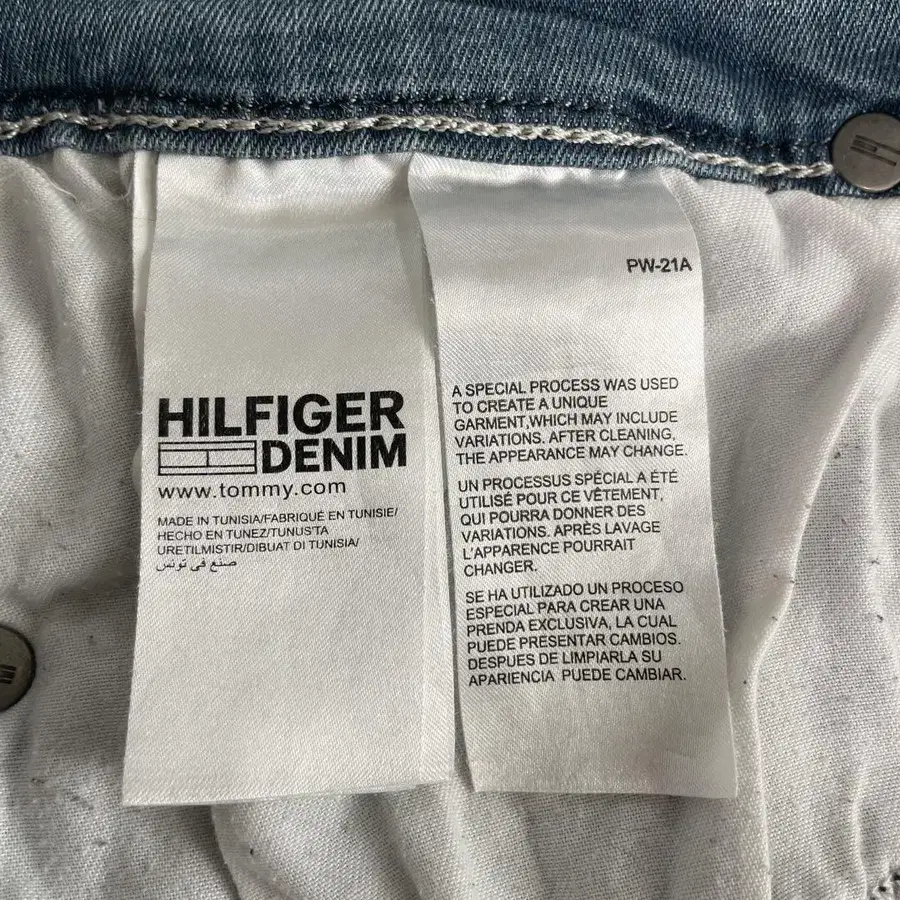 HILFIGER
DENIM
www.tommy.com
MADE IN TUNISIA/FABRIQUÉ EN TUNISIE/
HECHO EN TUNEZ/TUNUS'TA
URETILMISTIR/DIBUAT DI TUNISIA/
صنع في تونس
PW-21A
A SPECIAL PROCESS WAS USED
TO CREATE A UNIQUE
GARMENT,WHICH MAY INCLUDE
VARIATIONS. AFTER CLEANING,
THE APPEARANCE MAY CHANGE.
UN PROCESSUS SPÉCIAL A ÉTÉ
UTILISÉ POUR CE VÊTEMENT,
QUI POURRA DONNER DES
VARIATIONS. APRÈS LAVAGE
L'APPARENCE POURRAIT
CHANGER.
SE HA UTILIZADO UN PROCESO
ESPECIAL PARA CREAR UNA
PRENDA EXCLUSIVA, LA CUAL
PUEDE PRESENTAR CAMBIOS.
DESPUES DE LIMPIARLA SU
APARIENCIA PUEDE CAMBIAR.